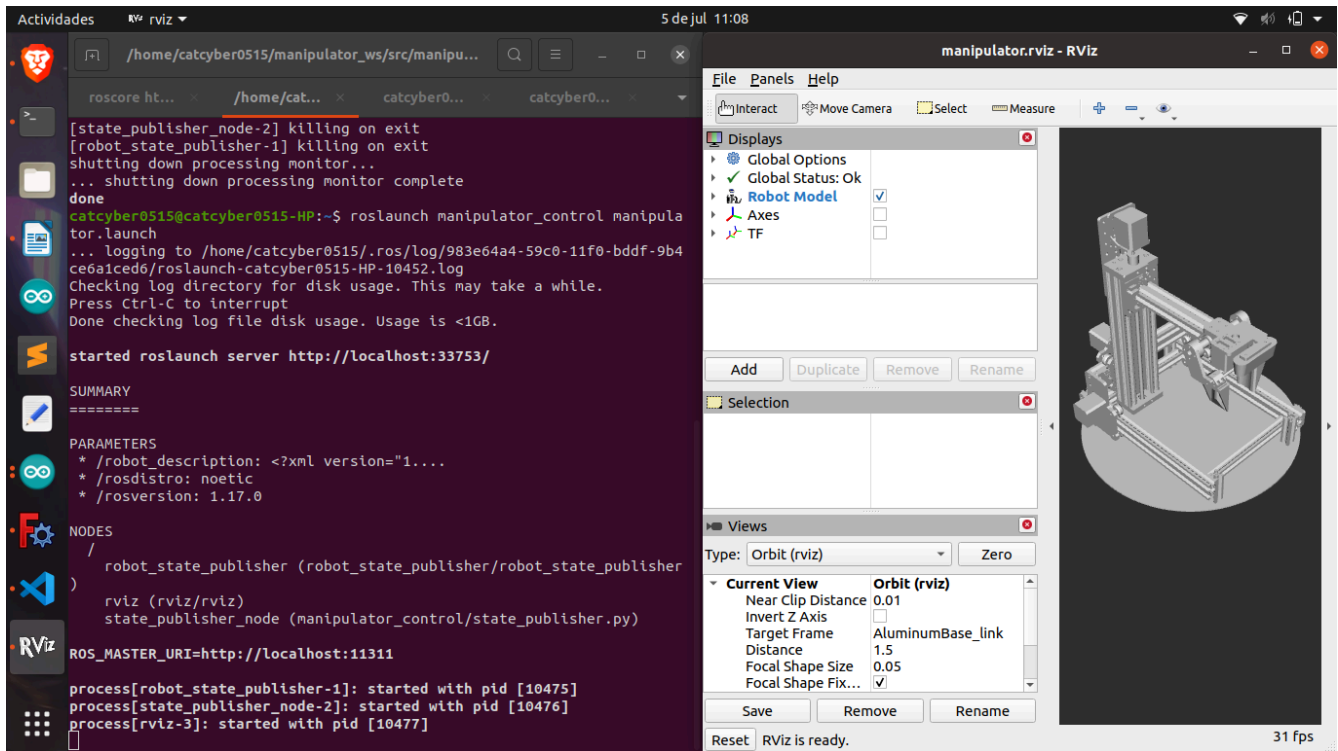 Actividades
RViz rviz
5 de jul 11:08
/home/catcyber0515/manipulator_ws/src/manipu...
roscore ht...
/home/cat...
catcyber0...
catcyber0...
[state_publisher_node-2] killing on exit
[robot_state_publisher-1] killing on exit
shutting down processing monitor...
... shutting down processing monitor complete
done
catcyber0515@catcyber0515-HP:~$ roslaunch manipulator_control manipula
tor.launch
... logging to /home/catcyber0515/.ros/log/983e64a4-59c0-11f0-bddf-9b4
ce6a1ced6/roslaunch-catcyber0515-HP-10452.log
Checking log directory for disk usage. This may take a while.
Press Ctrl-C to interrupt
Done checking log file disk usage. Usage is <1GB.
started roslaunch server http://localhost:33753/
SUMMARY
========
PARAMETERS
* /robot_description: <?xml version="1....
* /rosdistro: noetic
* /rosversion: 1.17.0
NODES
/
robot_state_publisher (robot_state_publisher/robot_state_publisher
)
rviz (rviz/rviz)
state_publisher_node (manipulator_control/state_publisher.py)
ROS_MASTER_URI=http://localhost:11311
process[robot_state_publisher-1]: started with pid [10475]
process[state_publisher_node-2]: started with pid [10476]
process[rviz-3]: started with pid [10477]
RViz
manipulator.rviz - RViz
File Panels Help
Interact Move Camera Select Measure
Displays
Global Options
Global Status: Ok
Robot Model
Axes
TF
Add Duplicate Remove Rename
Selection
Views
Type: Orbit (rviz) Zero
Current View Orbit (rviz)
Near Clip Distance 0.01
Invert Z Axis
Target Frame AluminumBase_link
Distance 1.5
Focal Shape Size 0.05
Focal Shape Fix...
Save Remove Rename
Reset RViz is ready.
31 fps